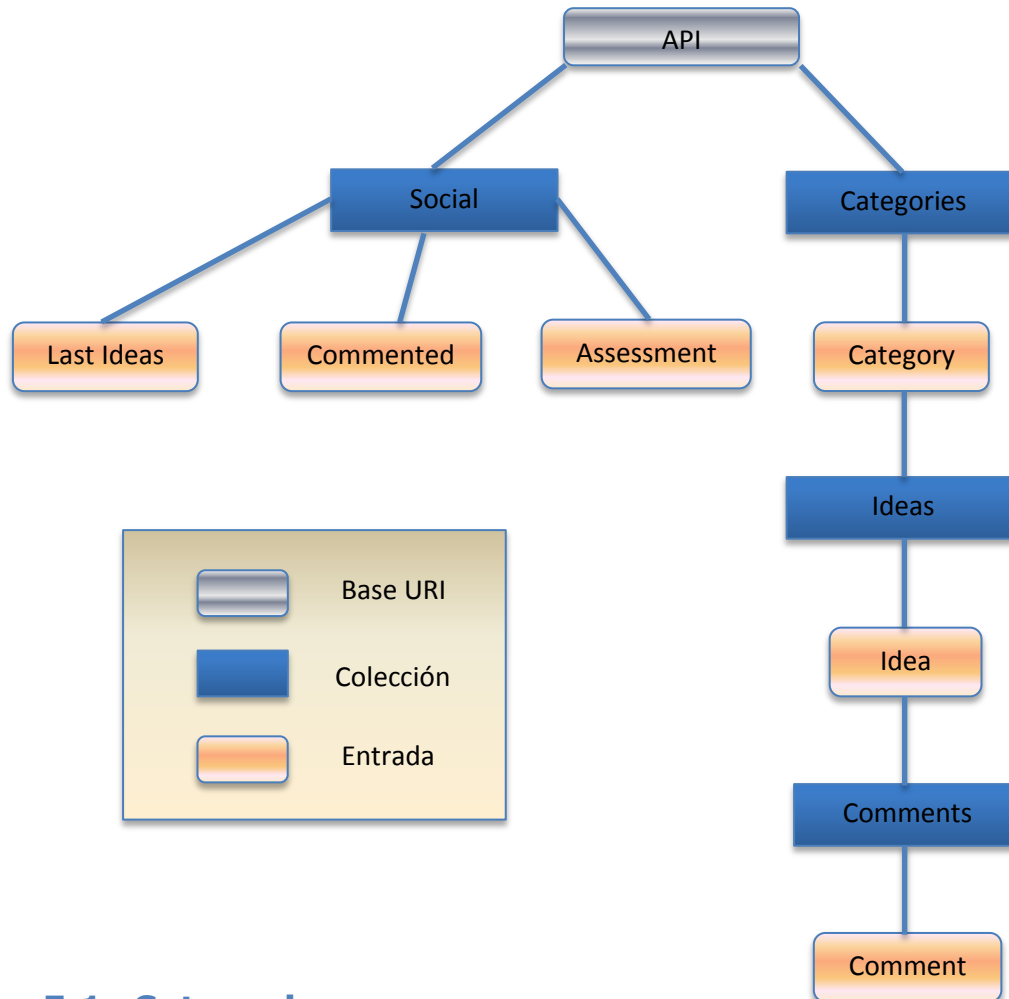 API
Social
Categories
Last Ideas
Commented
Assessment
Category
Ideas
Base URI
Colección
Idea
Entrada
Comments
Comment